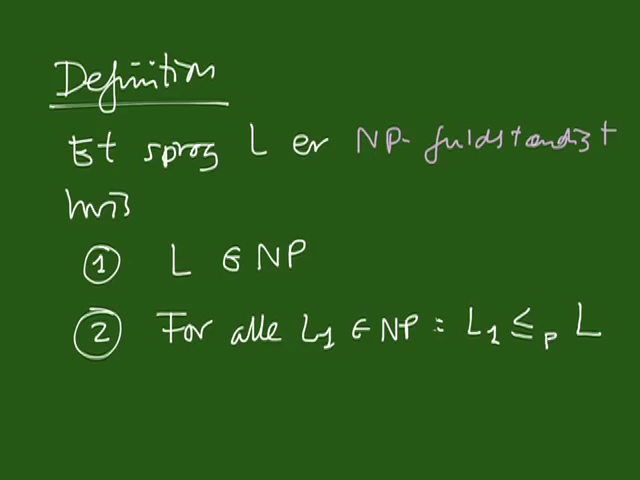 Definition
Et sprog L er NP-fuldstændigt
hvis
① L ∈ NP
② For alle L₁ ∈ NP : L₁ ≤ₚ L